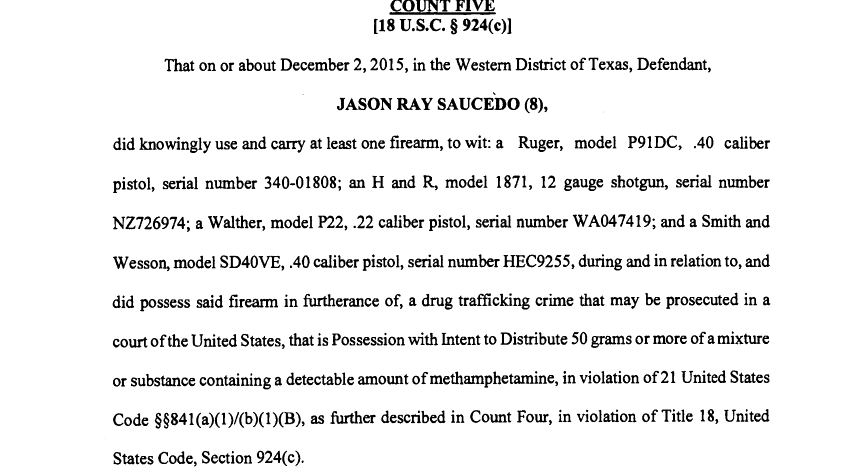 COUNT FIVE
[18 U.S.C. § 924(c)]
That on or about December 2, 2015, in the Western District of Texas, Defendant,
JASON RAY SAUCEDO (8),
did knowingly use and carry at least one firearm, to wit: a Ruger, model P91DC, .40 caliber
pistol, serial number 340-01808; an H and R, model 1871, 12 gauge shotgun, serial number
NZ726974; a Walther, model P22, .22 caliber pistol, serial number WA047419; and a Smith and
Wesson, model SD40VE, .40 caliber pistol, serial number HEC9255, during and in relation to, and
did possess said firearm in furtherance of, a drug trafficking crime that may be prosecuted in a
court of the United States, that is Possession with Intent to Distribute 50 grams or more of a mixture
or substance containing a detectable amount of methamphetamine, in violation of 21 United States
Code §§841(a)(1)/(b)(1)(B), as further described in Count Four, in violation of Title 18, United
States Code, Section 924(c).